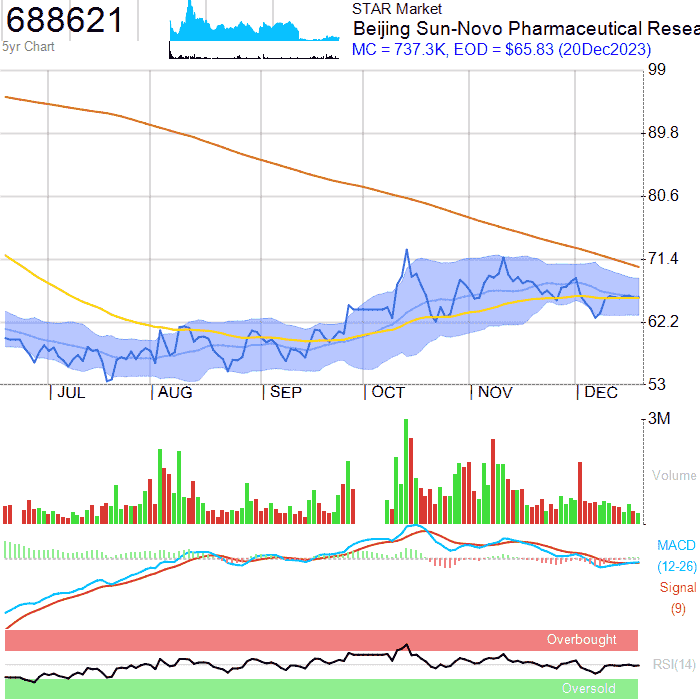 688621
5yr Chart
STAR Market
Beijing Sun-Novo Pharmaceutical Resea
MC = 737.3K, EOD = $65.83 (20Dec2023)
99
89.8
80.6
71.4
62.2
53
JUL
AUG
SEP
OCT
NOV
DEC
3M
Volume
MACD
(12-26)
Signal
(9)
Overbought
RSI(14)
Oversold